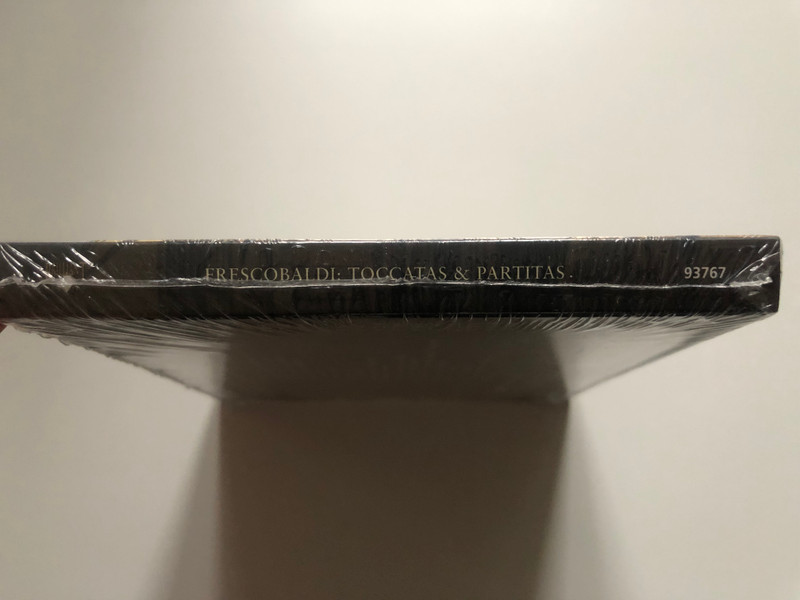 FRESCOBALDI: TOCCATAS & PARTITAS
93767